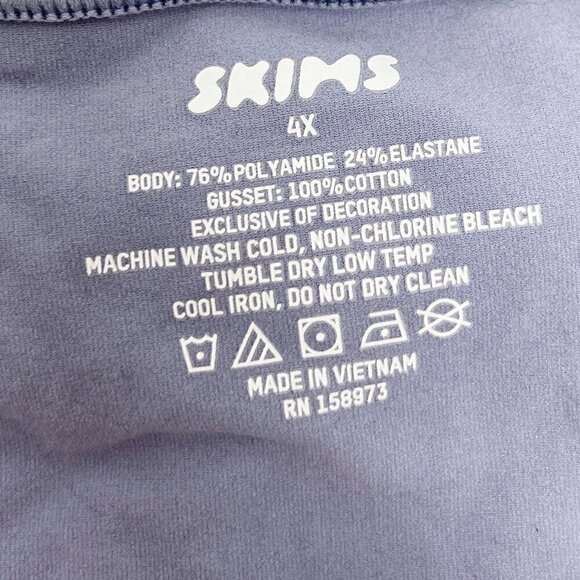 SKIMS
4X
BODY: 76% POLYAMIDE 24% ELASTANE
GUSSET: 100% COTTON
EXCLUSIVE OF DECORATION
MACHINE WASH COLD, NON-CHLORINE BLEACH
TUMBLE DRY LOW TEMP
COOL IRON, DO NOT DRY CLEAN
MADE IN VIETNAM
RN 158973